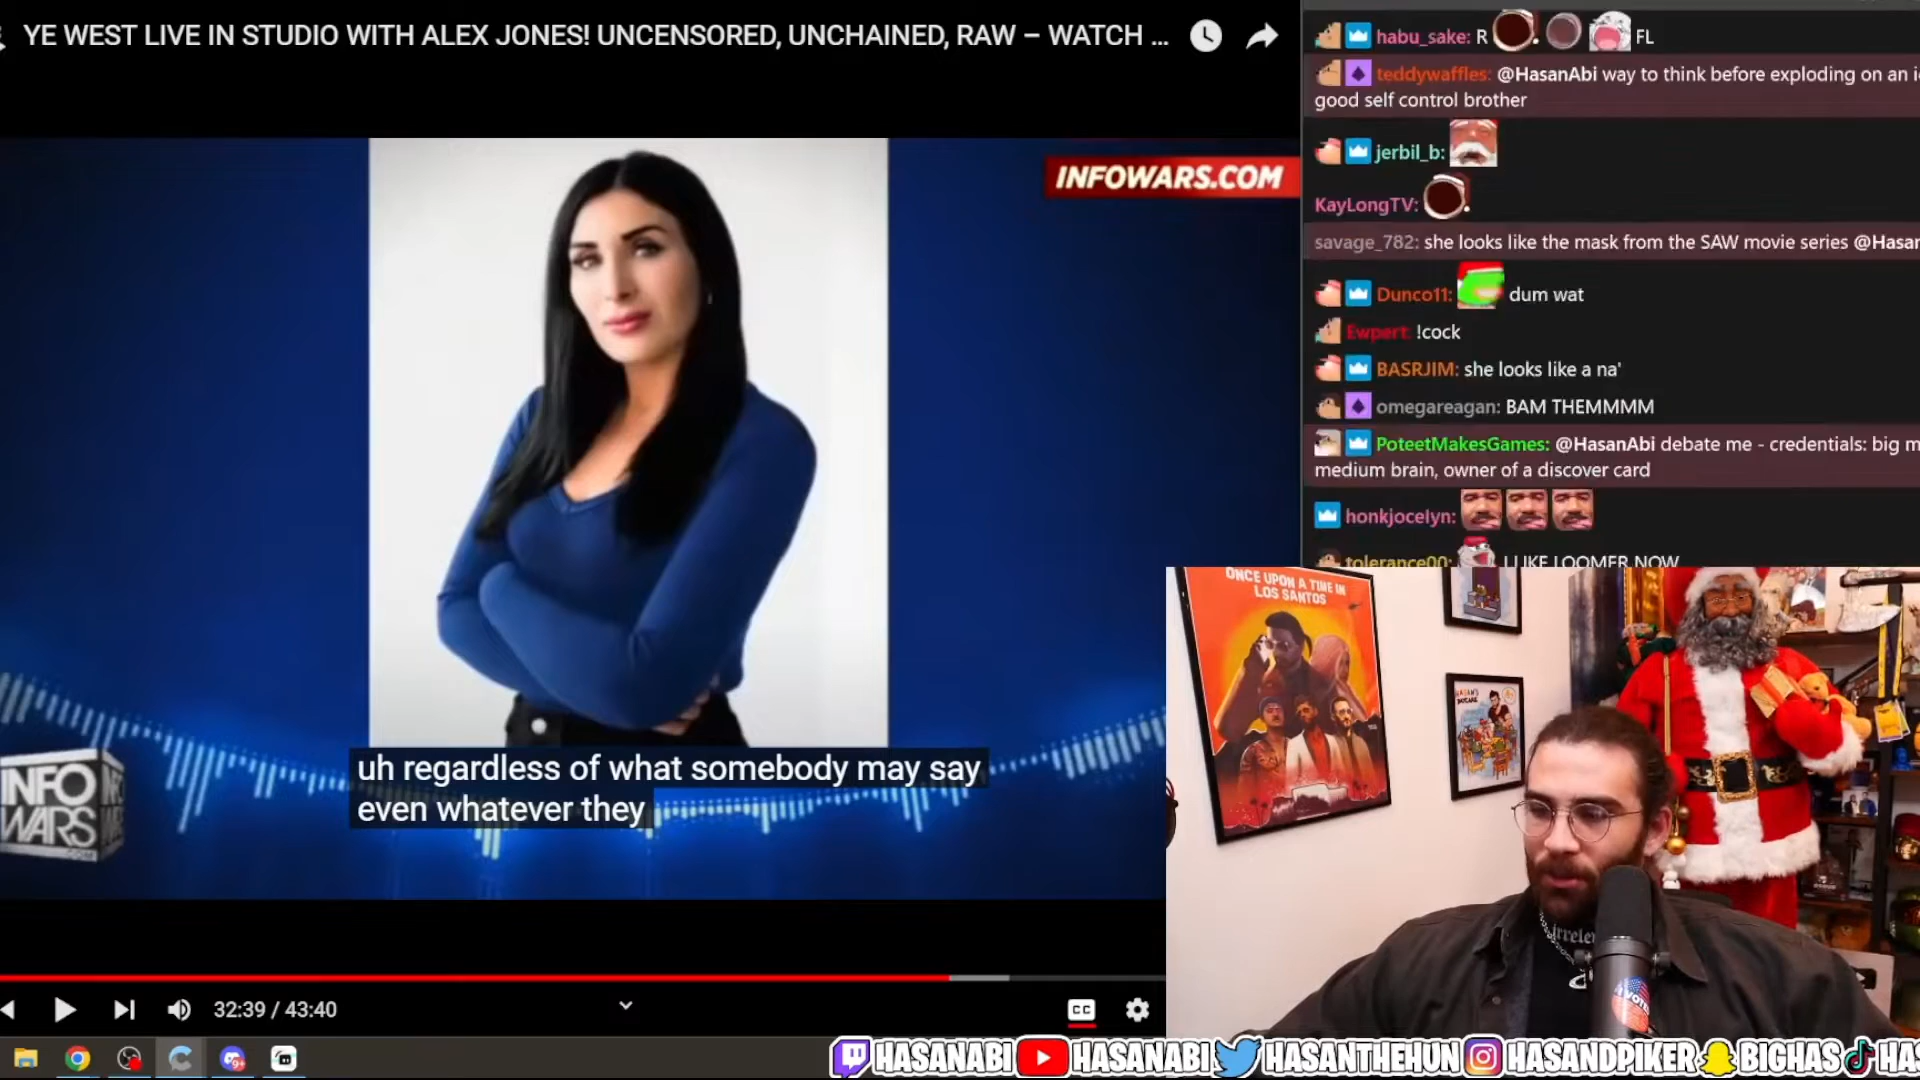 YE WEST LIVE IN STUDIO WITH ALEX JONES! UNCENSORED, UNCHAINED, RAW – WATCH ...
INFOWARS.COM
uh regardless of what somebody may say
even whatever they
INFO
WARS
.COM
32:39 / 43:40
CC
habu_sake: R FL
teddywaffles: @HasanAbi way to think before exploding on an
good self control brother
jerbil_b:
KayLongTV:
savage_782: she looks like the mask from the SAW movie series @Hasan
Dunco11: dum wat
Ewpert: !cock
BASRJIM: she looks like a na'
omegareagan: BAM THEMMMM
PoteetMakesGames: @HasanAbi debate me - credentials: big
medium brain, owner of a discover card
honkjocelyn:
tolerance00: I LIKE LOOMER NOW
ONCE UPON A TIME IN
LOS SANTOS
HASANABI HASANABI HASANTHEHUN HASANDPIKER BIGHAS HAS